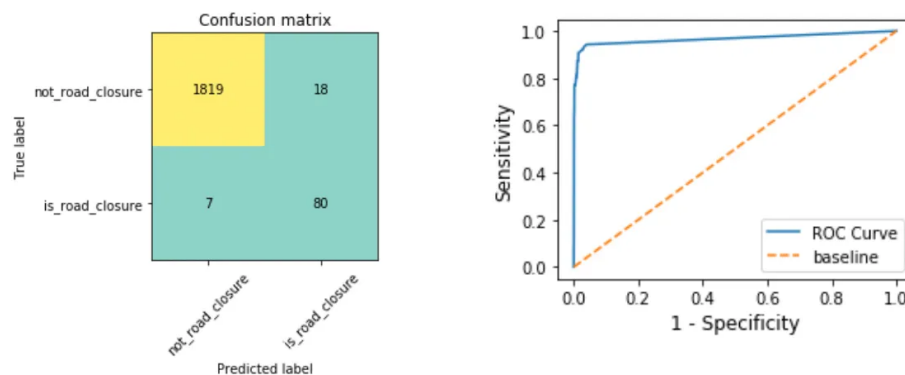 Confusion matrix
True label
not_road_closure
1819
18
is_road_closure
7
80
not_road_closure
is_road_closure
Predicted label
Sensitivity
1.0
0.8
0.6
0.4
0.2
0.0
ROC Curve
baseline
0.0 0.2 0.4 0.6 0.8 1.0
1 - Specificity